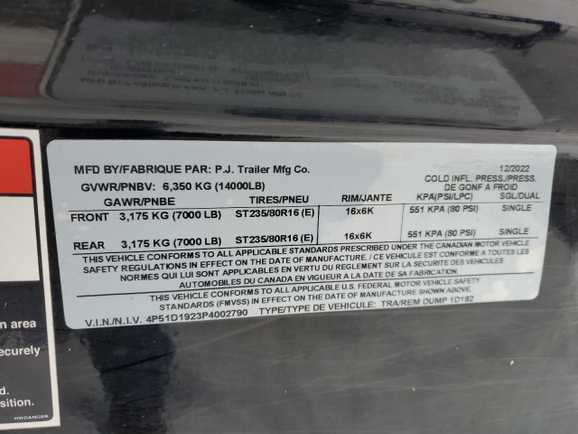 MFD BY/FABRIQUE PAR: P.J. Trailer Mfg Co. 12/2022
GVWR/PNBV: 6,350 KG (14000LB) COLD INFL. PRESS./PRESS. DE GONF A FROID
GAWR/PNBE TIRES/PNEU RIM/JANTE KPA(PSI/LPC) SGL/DUAL
FRONT 3,175 KG (7000 LB) ST235/80R16 (E) 16x6K 551 KPA (80 PSI) SINGLE
REAR 3,175 KG (7000 LB) ST235/80R16 (E) 16x6K 551 KPA (80 PSI) SINGLE
THIS VEHICLE CONFORMS TO ALL APPLICABLE STANDARDS PRESCRIBED UNDER THE CANADIAN MOTOR VEHICLE
SAFETY REGULATIONS IN EFFECT ON THE DATE OF MANUFACTURE. / CE VEHICULE EST CONFORME A TOUTES LES
NORMES QUI LUI SONT APPLICABLES EN VERTU DU REGLEMENT SUR LA SECURITE DES VEHICULES
AUTOMOBILES DU CANADA EN VIGUEUR A LA DATE DE SA FABRICATION.
THIS VEHICLE CONFORMS TO ALL APPLICABLE U.S. FEDERAL MOTOR VEHICLE SAFETY
STANDARDS (FMVSS) IN EFFECT ON THE DATE OF MANUFACTURE SHOWN ABOVE.
V.I.N./N.I.V. 4P51D1923P4002790 TYPE/TYPE DE VEHICULE: TRA/REM DUMP 1D182
n area
securely
d
sition.